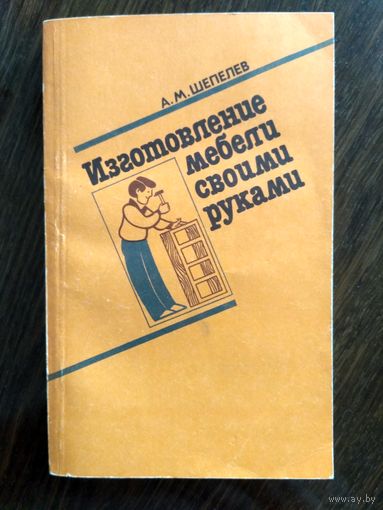 А.М.ШЕПЕЛЕВ
Изготовление
мебели
своими
руками
www.ay.by